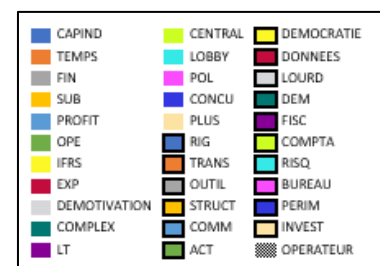 CAPIND CENTRAL DEMOCRATIE
TEMPS LOBBY DONNEES
FIN POL LOURD
SUB CONCU DEM
PROFIT PLUS FISC
OPE RIG COMPTA
IFRS TRANS RISQ
EXP OUTIL BUREAU
DEMOTIVATION STRUCT PERIM
COMPLEX COMM INVEST
LT ACT OPERATEUR